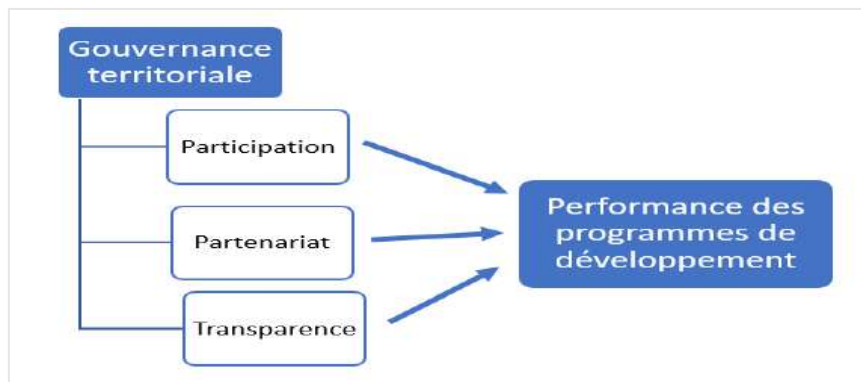 Gouvernance
territoriale
Participation
Partenariat
Transparence
Performance des
programmes de
développement